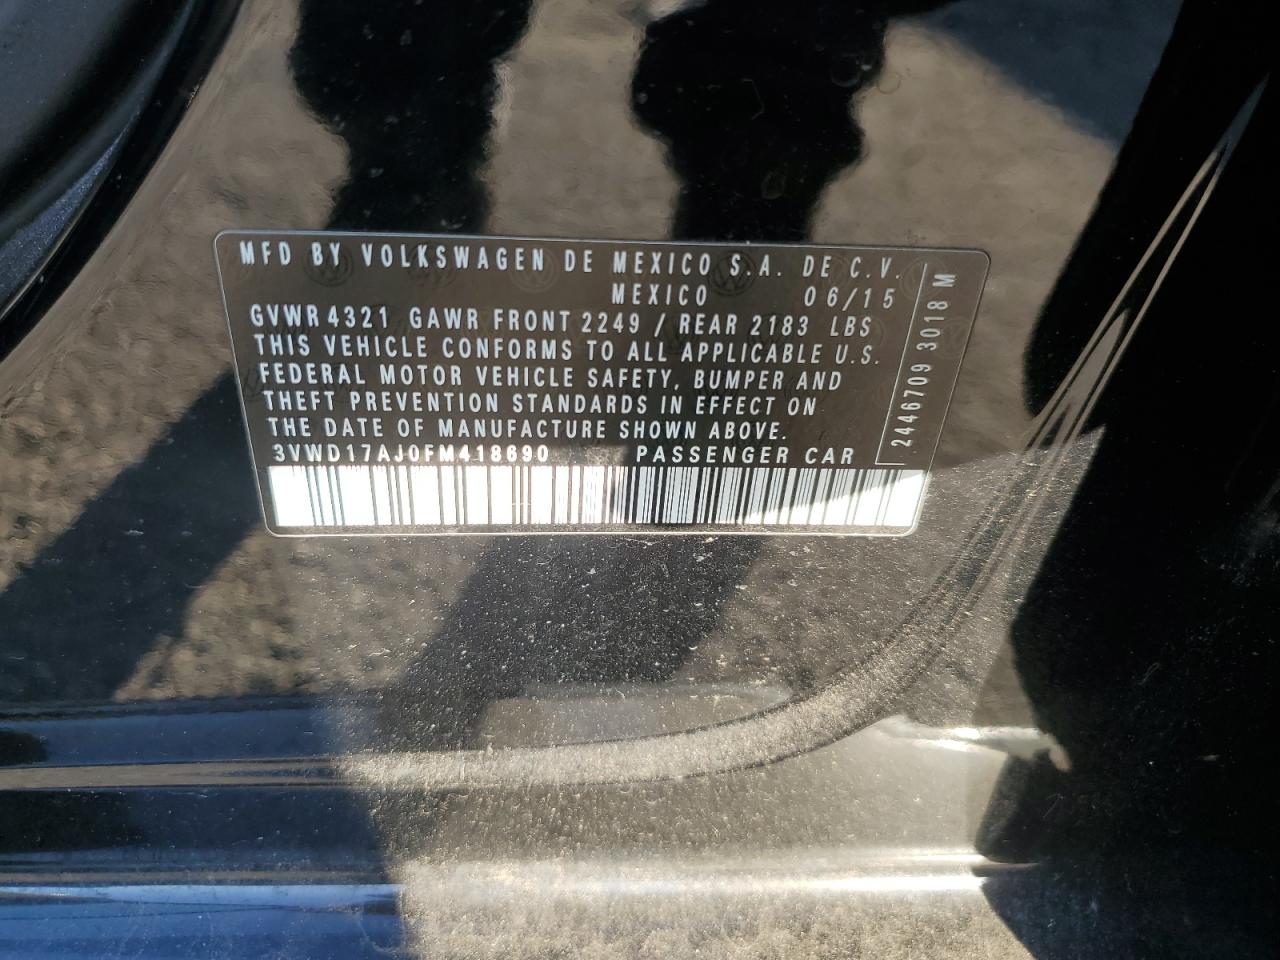 MFD BY VOLKSWAGEN DE MEXICO S.A. DE C.V.
MEXICO 06/15
GVWR 4321 GAWR FRONT 2249 / REAR 2183 LBS
THIS VEHICLE CONFORMS TO ALL APPLICABLE U.S.
FEDERAL MOTOR VEHICLE SAFETY, BUMPER AND
THEFT PREVENTION STANDARDS IN EFFECT ON
THE DATE OF MANUFACTURE SHOWN ABOVE.
3VWD17AJ0FM418690 PASSENGER CAR
2446709 3018 M